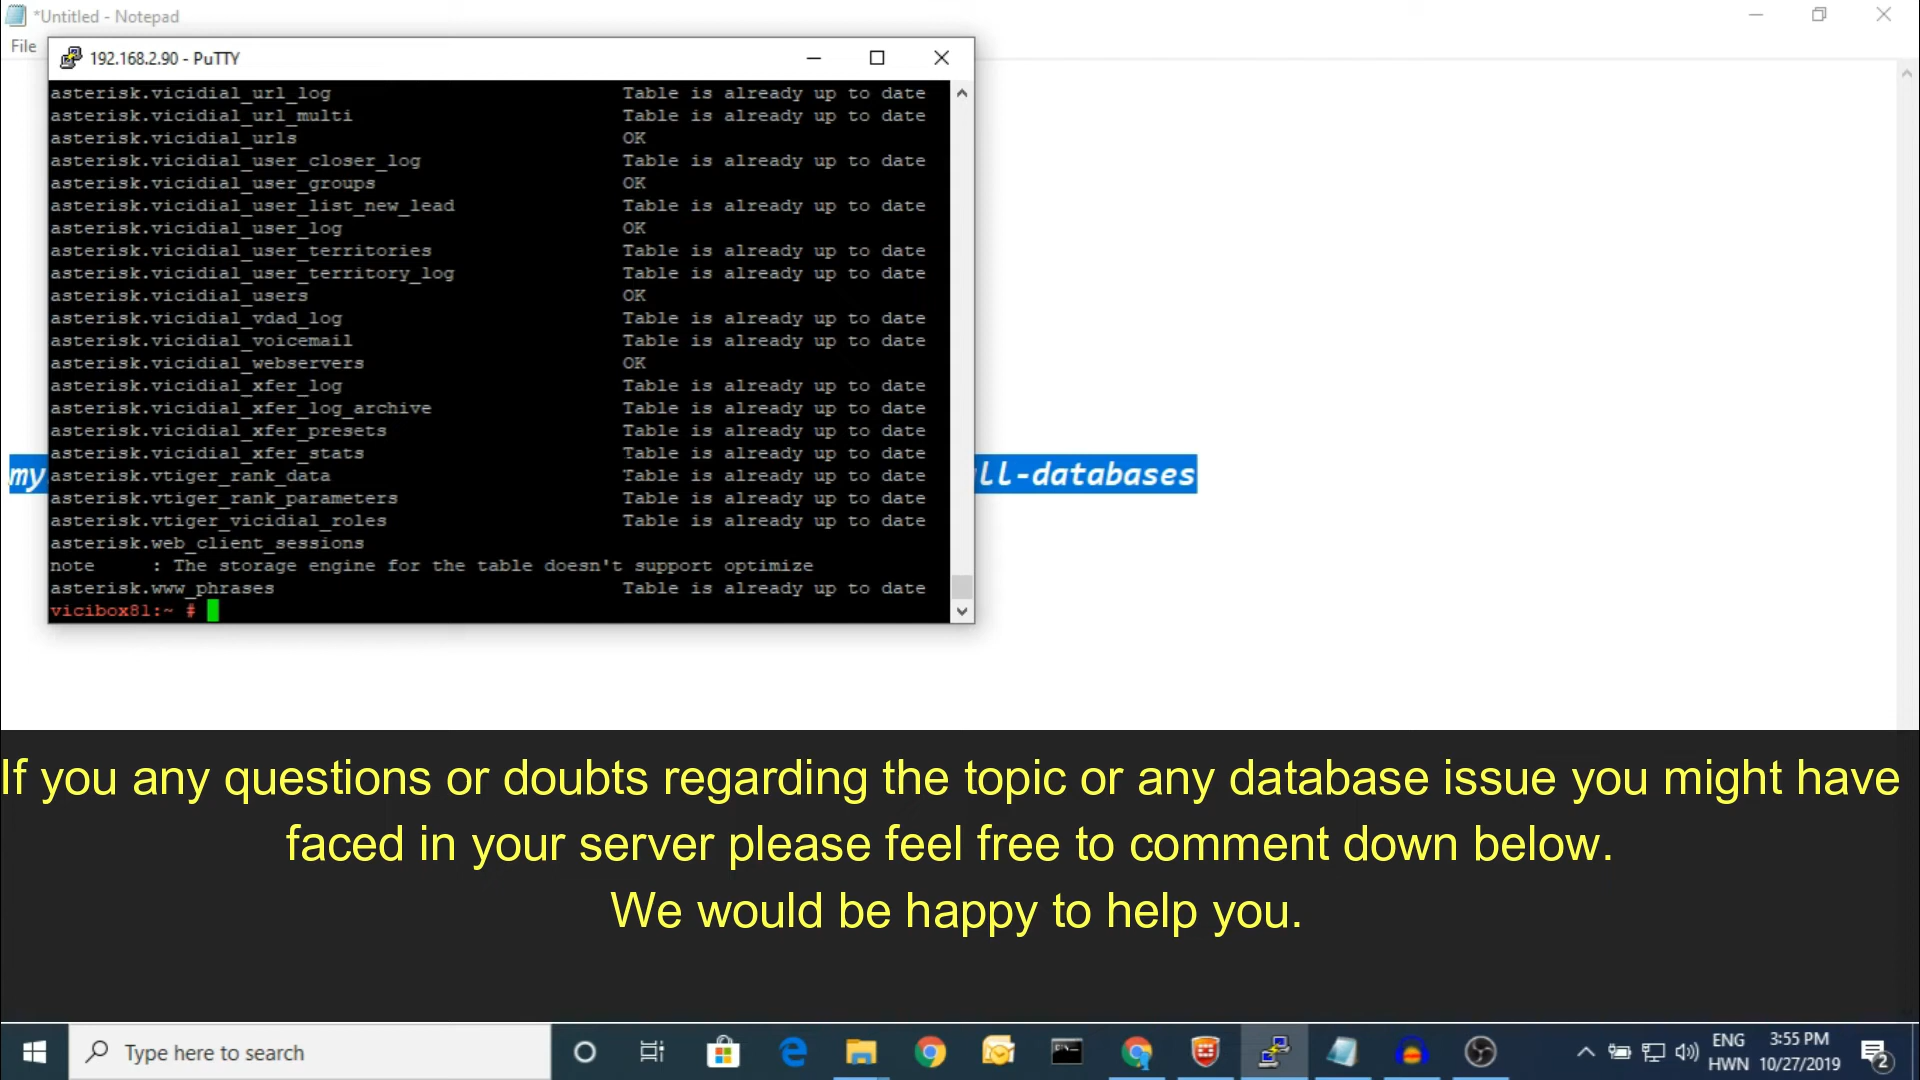 *Untitled - Notepad
File
192.168.2.90 - PuTTY
asterisk.vicidial_url_log Table is already up to date
asterisk.vicidial_url_multi Table is already up to date
asterisk.vicidial_urls OK
asterisk.vicidial_user_closer_log Table is already up to date
asterisk.vicidial_user_groups OK
asterisk.vicidial_user_list_new_lead Table is already up to date
asterisk.vicidial_user_log OK
asterisk.vicidial_user_territories Table is already up to date
asterisk.vicidial_user_territory_log Table is already up to date
asterisk.vicidial_users OK
asterisk.vicidial_vdad_log Table is already up to date
asterisk.vicidial_voicemail Table is already up to date
asterisk.vicidial_webservers OK
asterisk.vicidial_xfer_log Table is already up to date
asterisk.vicidial_xfer_log_archive Table is already up to date
asterisk.vicidial_xfer_presets Table is already up to date
asterisk.vicidial_xfer_stats Table is already up to date
my ll-databases
asterisk.vtiger_rank_data Table is already up to date
asterisk.vtiger_rank_parameters Table is already up to date
asterisk.vtiger_vicidial_roles Table is already up to date
asterisk.web_client_sessions
note : The storage engine for the table doesn't support optimize
asterisk.www_phrases Table is already up to date
vicibox81:~ #
If you any questions or doubts regarding the topic or any database issue you might have
faced in your server please feel free to comment down below.
We would be happy to help you.
Type here to search
ENG
HWN
3:55 PM
10/27/2019
2